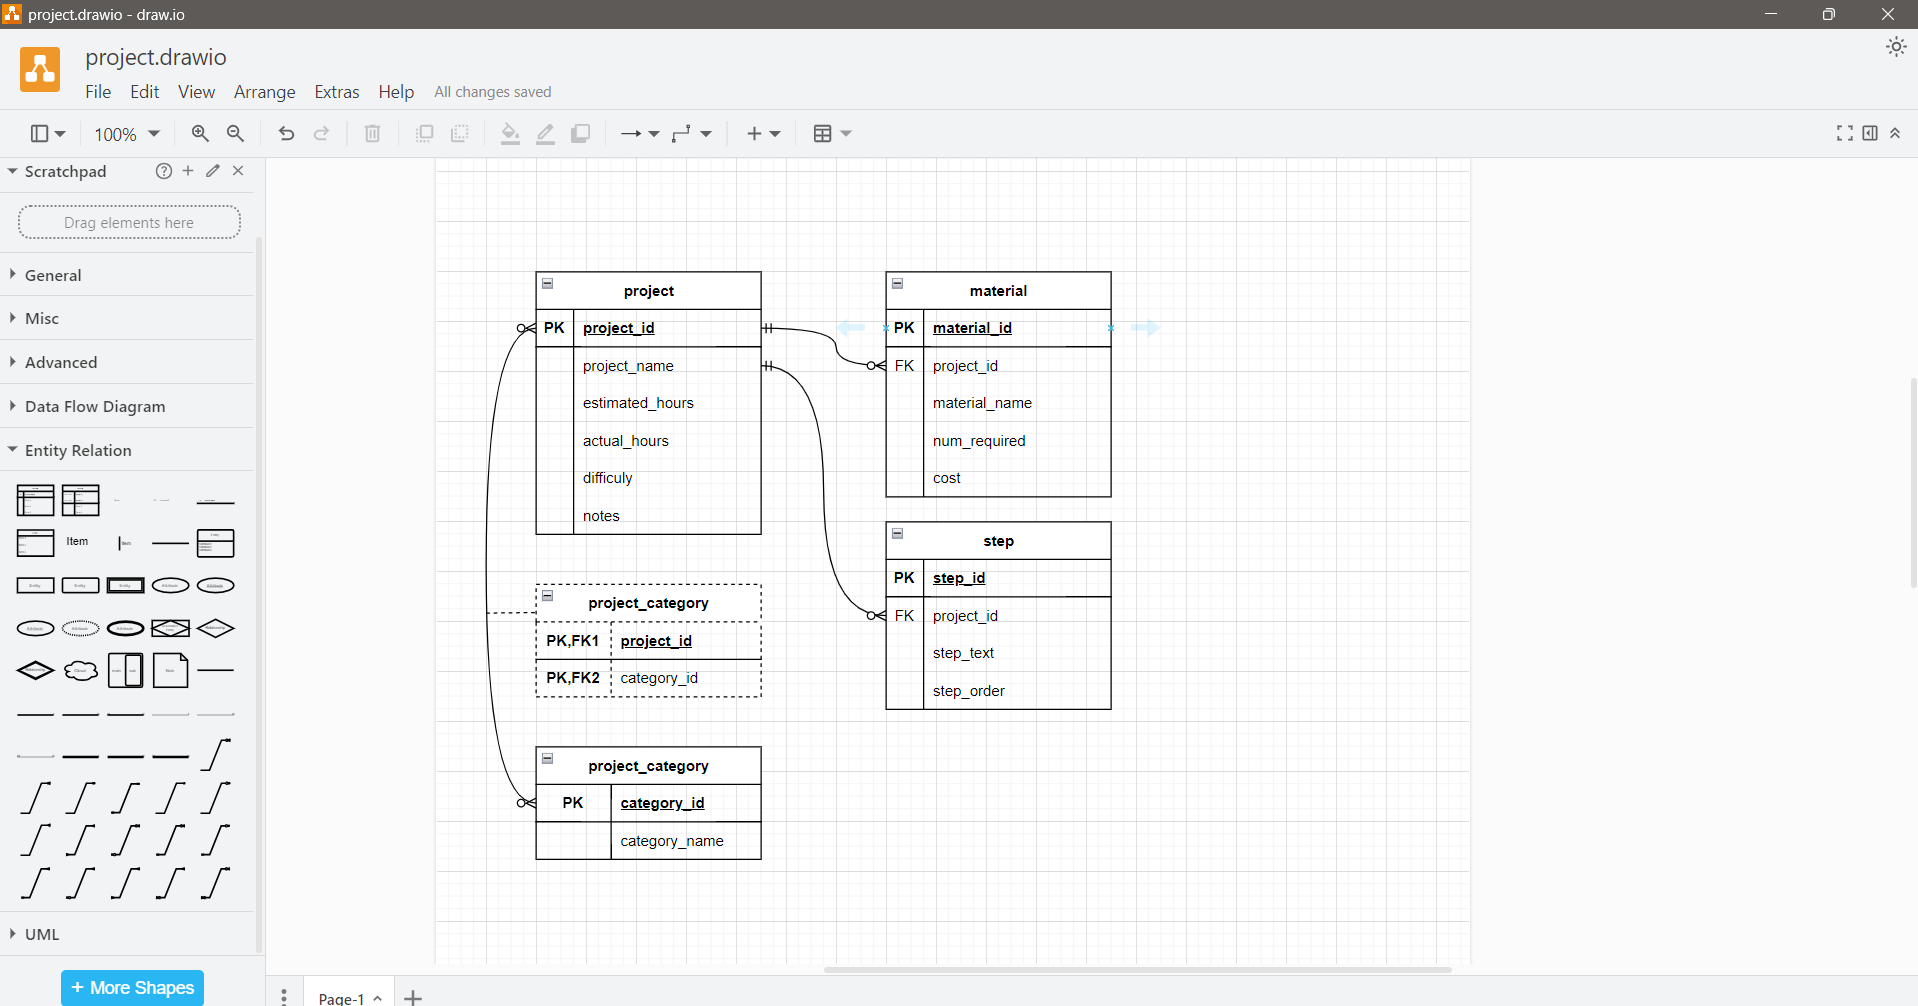 project.drawio - draw.io
project.drawio
File Edit View Arrange Extras Help All changes saved
100%
Scratchpad
Drag elements here
General
Misc
Advanced
Data Flow Diagram
Entity Relation
Item
UML
+ More Shapes
project
PK project_id
project_name
estimated_hours
actual_hours
difficuly
notes
material
PK material_id
FK project_id
material_name
num_required
cost
step
PK step_id
FK project_id
step_text
step_order
project_category
PK,FK1 project_id
PK,FK2 category_id
project_category
PK category_id
category_name
Page-1